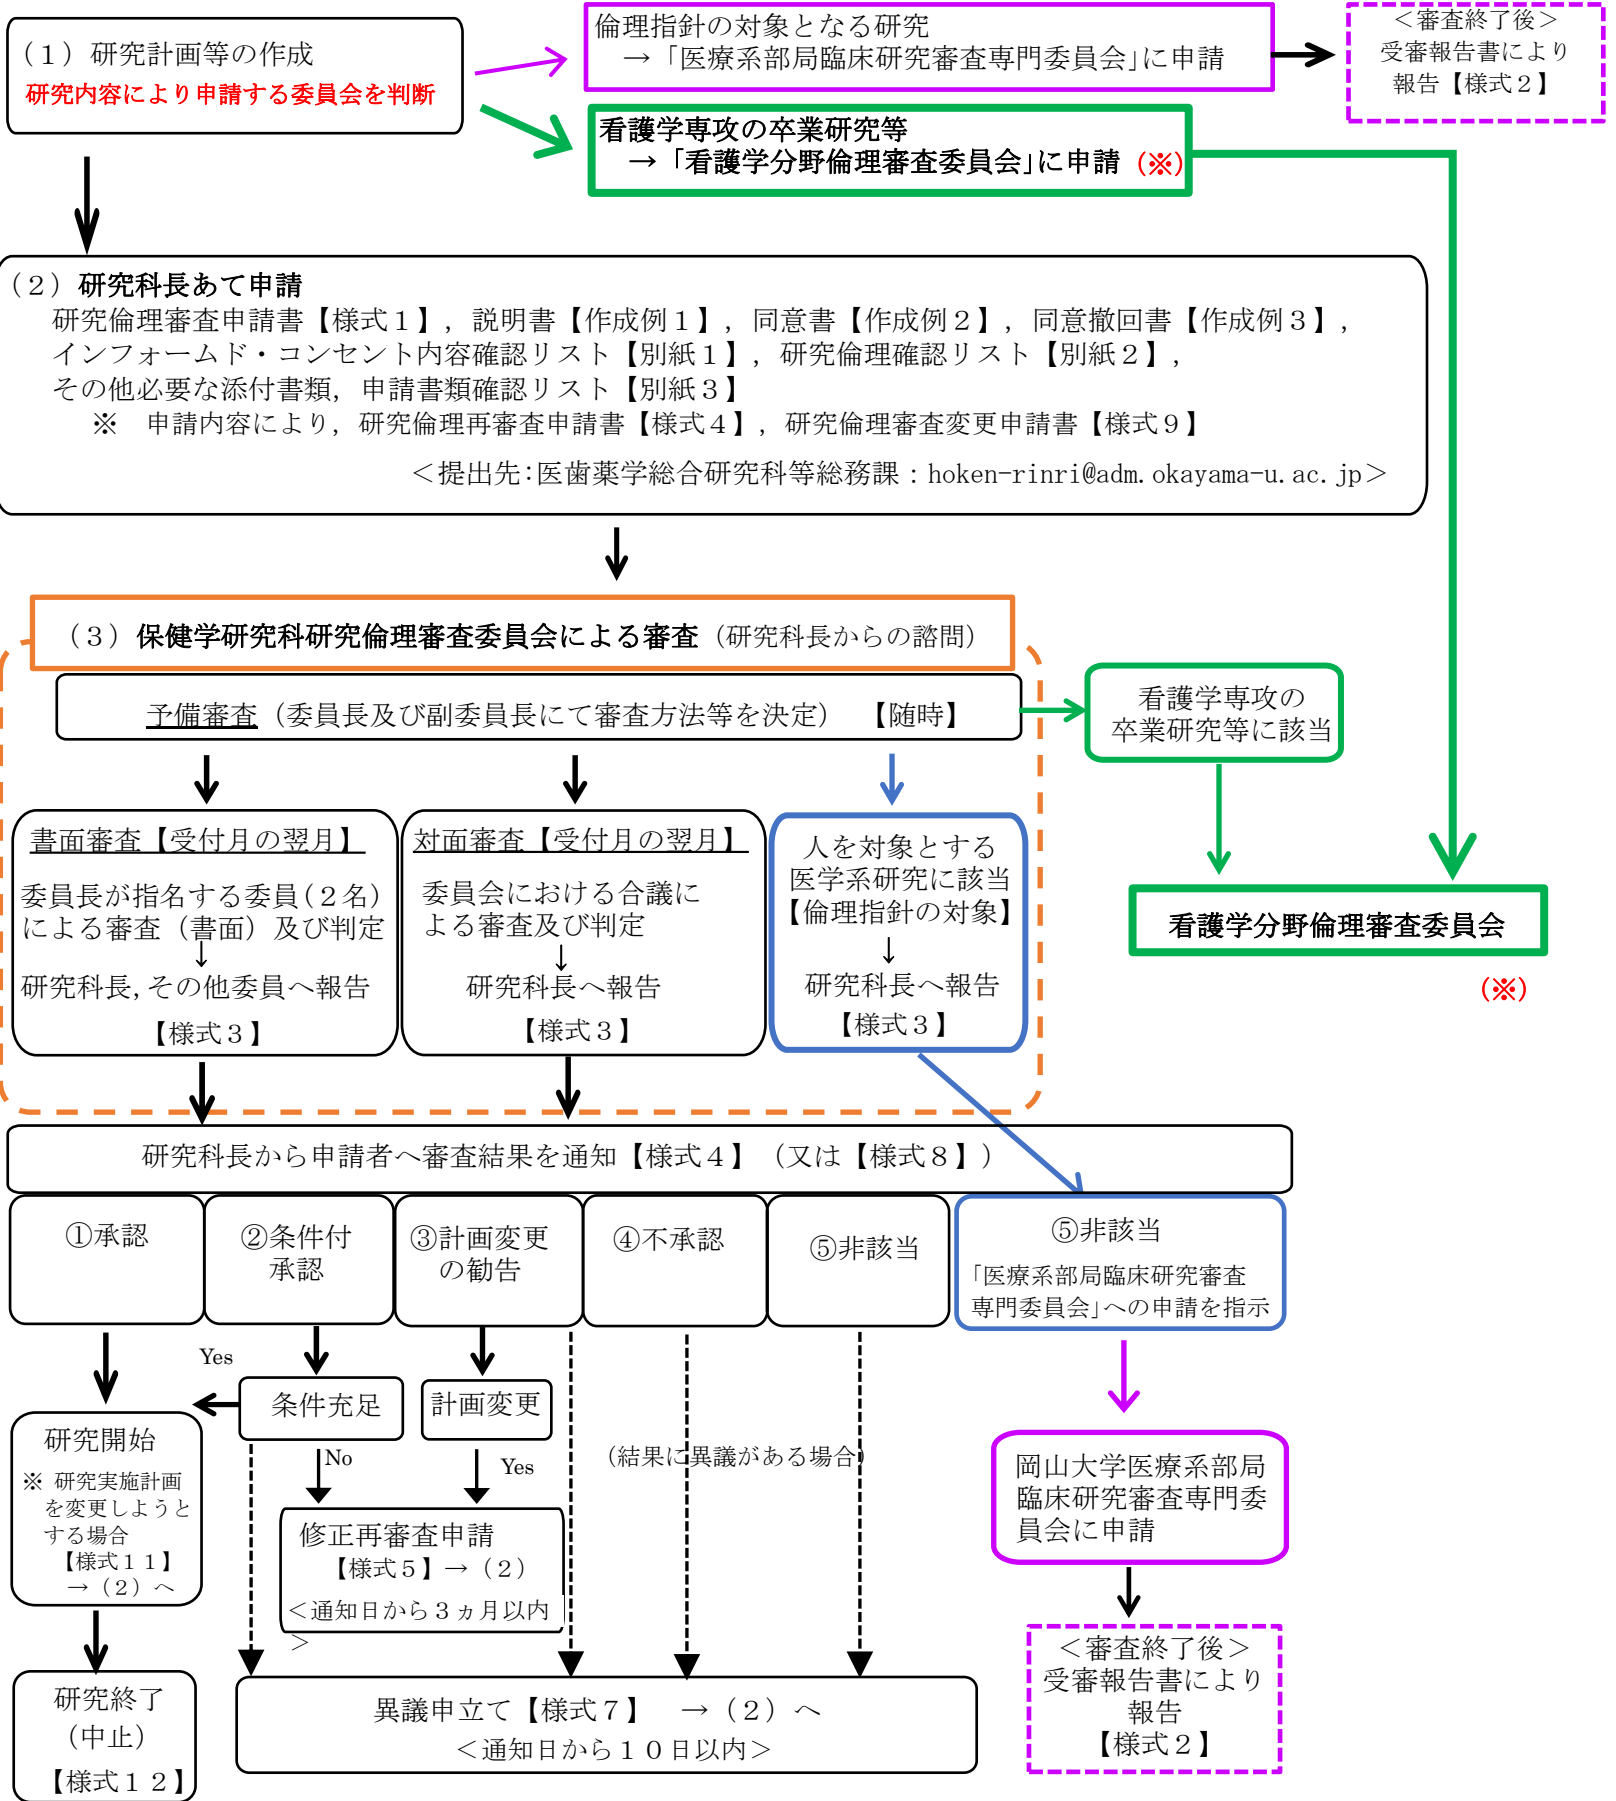 （１）研究計画等の作成
研究内容により申請する委員会を判断
倫理指針の対象となる研究
→「医療系部局臨床研究審査専門委員会」に申請
＜審査終了後＞
受審報告書により
報告【様式２】
看護学専攻の卒業研究等
→「看護学分野倫理審査委員会」に申請（※）
（２）研究科長あて申請
研究倫理審査申請書【様式１】，説明書【作成例１】，同意書【作成例２】，同意撤回書【作成例３】，
インフォームド・コンセント内容確認リスト【別紙１】，研究倫理確認リスト【別紙２】，
その他必要な添付書類，申請書類確認リスト【別紙３】
※　申請内容により，研究倫理再審査申請書【様式４】，研究倫理審査変更申請書【様式９】
＜提出先：医歯薬学総合研究科等総務課：hoken-rinri@adm.okayama-u.ac.jp＞
（３）保健学研究科研究倫理審査委員会による審査（研究科長からの諮問）
予備審査（委員長及び副委員長にて審査方法等を決定）　【随時】
看護学専攻の
卒業研究等に該当
書面審査【受付月の翌月】
委員長が指名する委員（２名）
による審査（書面）及び判定
↓
研究科長，その他委員へ報告
【様式３】
対面審査【受付月の翌月】
委員会における合議に
よる審査及び判定
↓
研究科長へ報告
【様式３】
人を対象とする
医学系研究に該当
【倫理指針の対象】
↓
研究科長へ報告
【様式３】
看護学分野倫理審査委員会
（※）
研究科長から申請者へ審査結果を通知【様式４】（又は【様式８】）
①承認
②条件付
承認
③計画変更
の勧告
④不承認
⑤非該当
⑤非該当
「医療系部局臨床研究審査
専門委員会」への申請を指示
Yes
条件充足
計画変更
No
Yes
（結果に異議がある場合）
研究開始
※ 研究実施計画
を変更しようと
する場合
【様式１１】
→（２）へ
修正再審査申請
【様式５】→（２）
＜通知日から３ヵ月以内
＞
岡山大学医療系部局
臨床研究審査専門委
員会に申請
研究終了
（中止）
【様式１２】
異議申立て【様式７】　→（２）へ
＜通知日から１０日以内＞
＜審査終了後＞
受審報告書により
報告
【様式２】